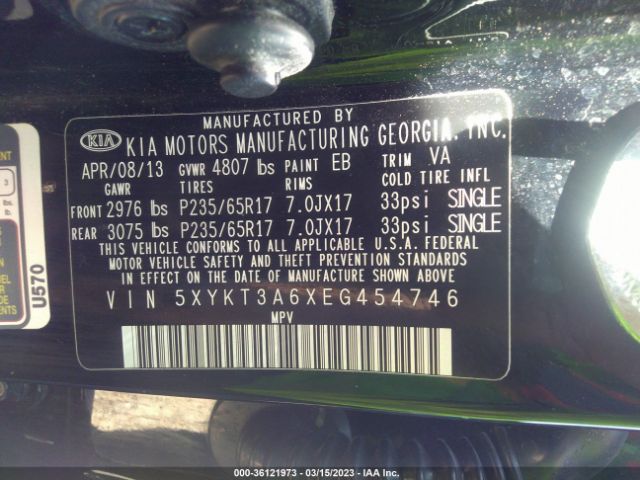 MANUFACTURED BY
KIA KIA MOTORS MANUFACTURING GEORGIA, INC.
APR/08/13 GVWR 4807 lbs PAINT EB TRIM VA
GAWR TIRES RIMS COLD TIRE INFL
FRONT 2976 lbs P235/65R17 7.0JX17 33psi SINGLE
REAR 3075 lbs P235/65R17 7.0JX17 33psi SINGLE
THIS VEHICLE CONFORMS TO ALL APPLICABLE U.S.A. FEDERAL
MOTOR VEHICLE SAFETY AND THEFT PREVENTION STANDARDS
IN EFFECT ON THE DATE OF MANUFACTURE SHOWN ABOVE
VIN 5XYKT3A6XEG454746
MPV
U570
000-36121973 - 03/15/2023 - IAA Inc.